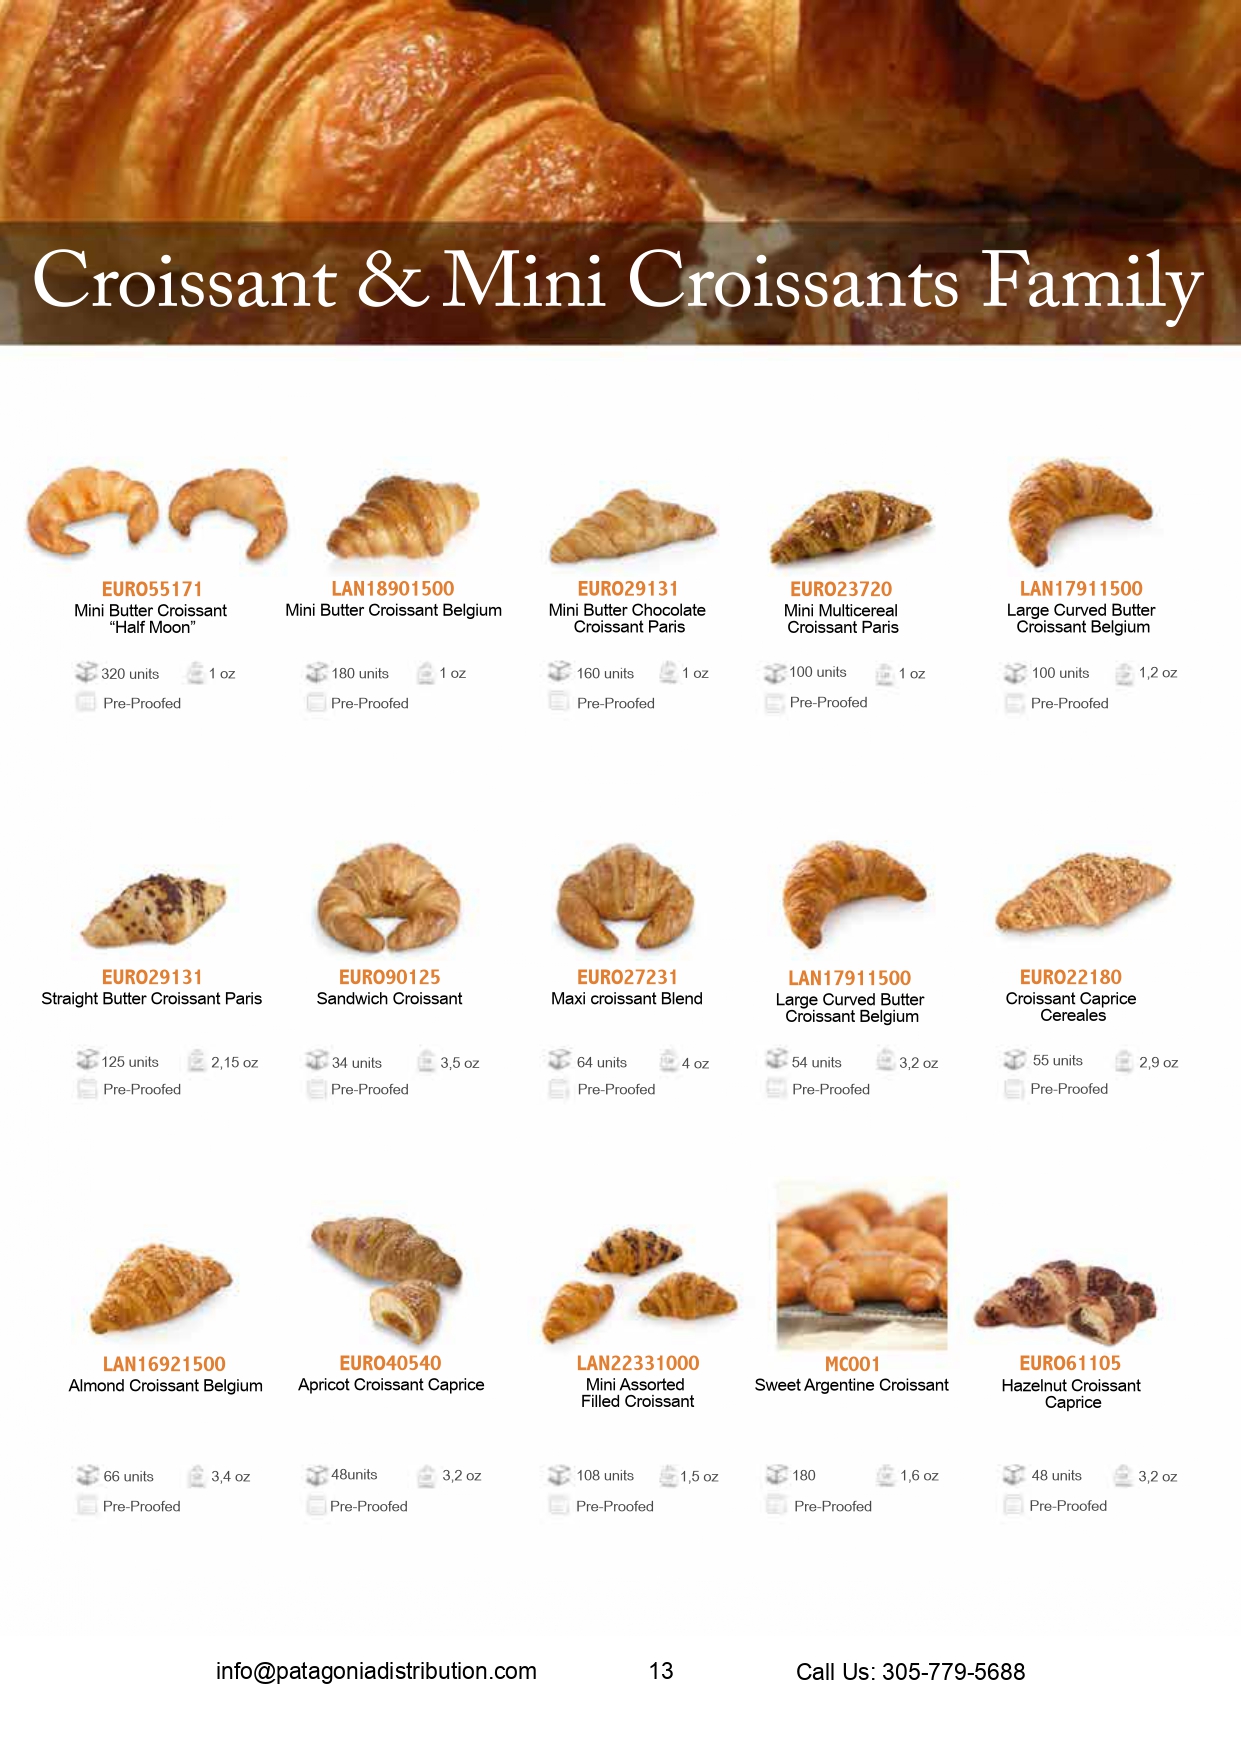 Croissant & Mini Croissants Family
EURO55171
Mini Butter Croissant
“Half Moon”
320 units 1 oz
Pre-Proofed
LAN18901500
Mini Butter Croissant Belgium
180 units 1 oz
Pre-Proofed
EURO29131
Mini Butter Chocolate
Croissant Paris
160 units 1 oz
Pre-Proofed
EURO23720
Mini Multicereal
Croissant Paris
100 units 1 oz
Pre-Proofed
LAN17911500
Large Curved Butter
Croissant Belgium
100 units 1,2 oz
Pre-Proofed
EURO29131
Straight Butter Croissant Paris
125 units 2,15 oz
Pre-Proofed
EURO90125
Sandwich Croissant
34 units 3,5 oz
Pre-Proofed
EURO27231
Maxi croissant Blend
64 units 4 oz
Pre-Proofed
LAN17911500
Large Curved Butter
Croissant Belgium
54 units 3,2 oz
Pre-Proofed
EURO22180
Croissant Caprice
Cereales
55 units 2,9 oz
Pre-Proofed
LAN16921500
Almond Croissant Belgium
66 units 3,4 oz
Pre-Proofed
EURO40540
Apricot Croissant Caprice
48units 3,2 oz
Pre-Proofed
LAN22331000
Mini Assorted
Filled Croissant
108 units 1,5 oz
Pre-Proofed
MC001
Sweet Argentine Croissant
180 1,6 oz
Pre-Proofed
EURO61105
Hazelnut Croissant
Caprice
48 units 3,2 oz
Pre-Proofed
info@patagoniadistribution.com 13 Call Us: 305-779-5688